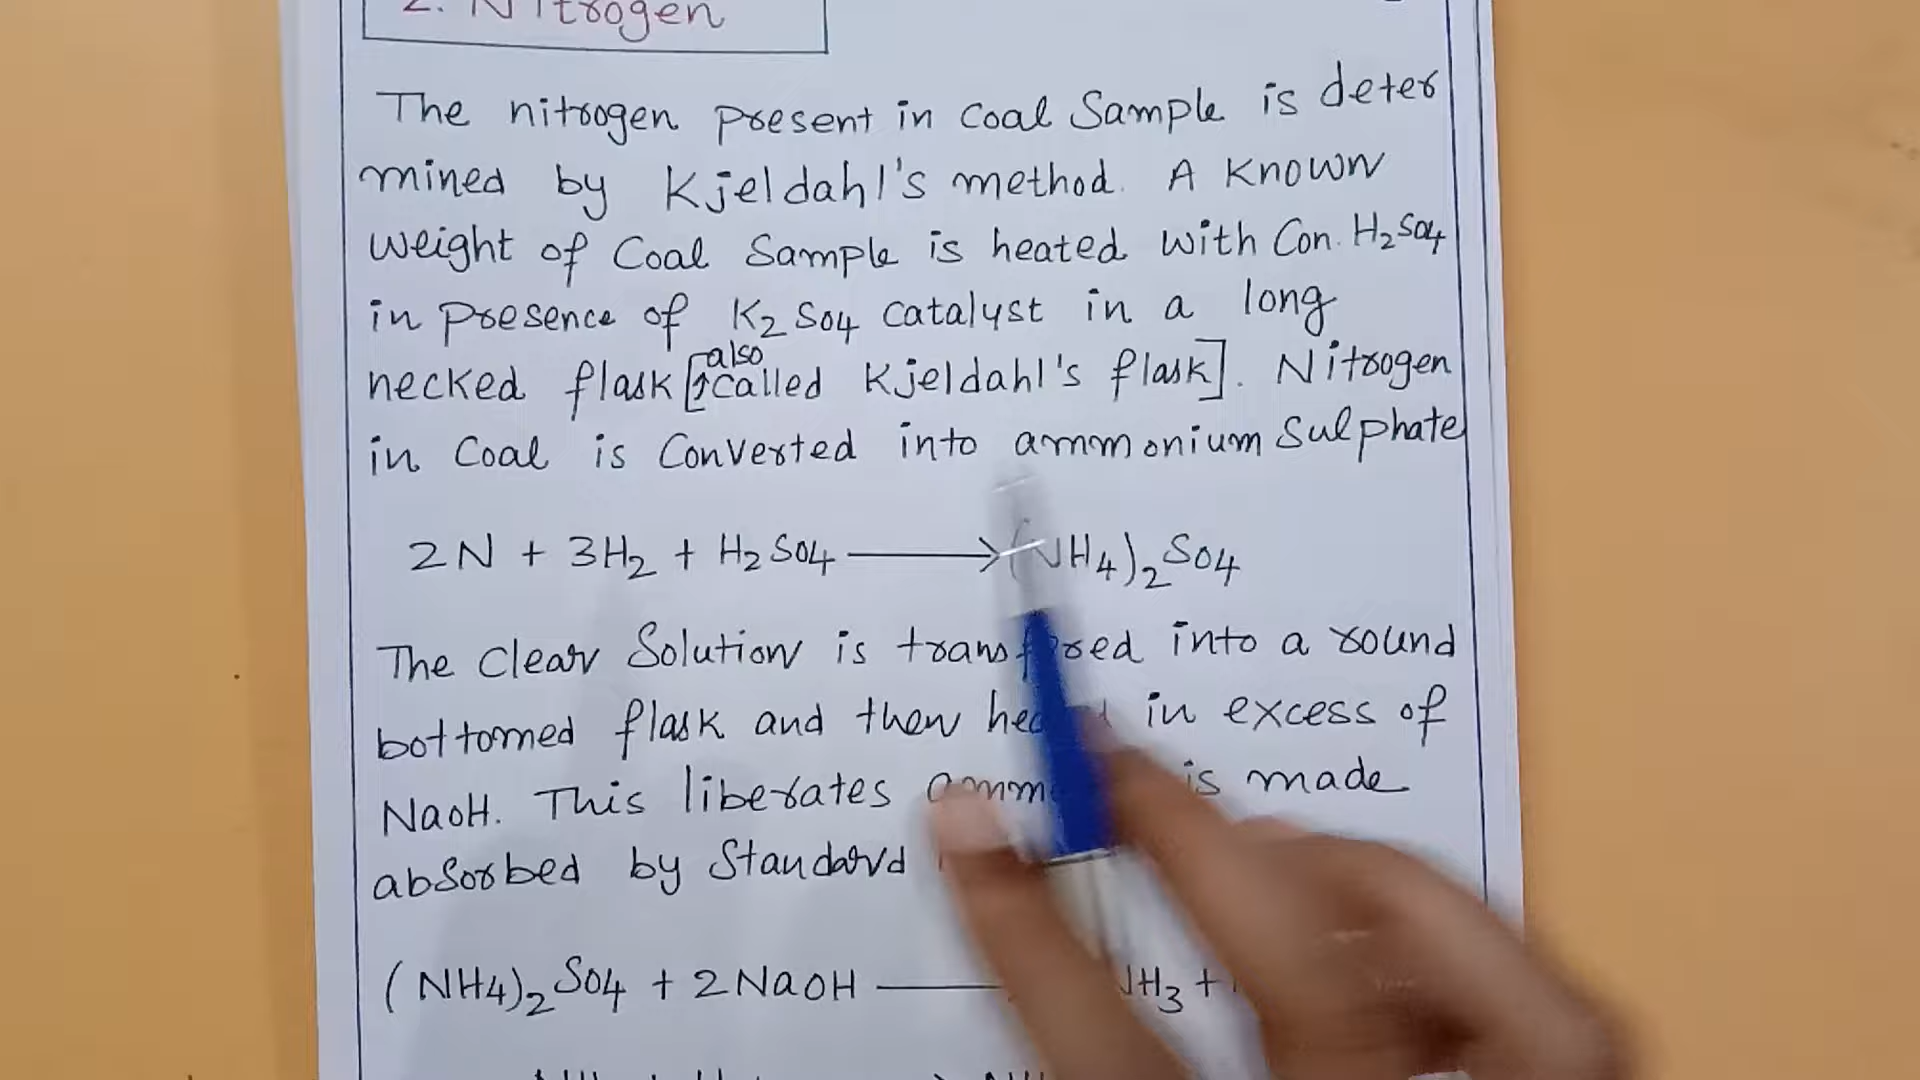 2. Nitrogen
The nitrogen present in Coal Sample is deter
mined by Kjeldahl's method. A Known
weight of Coal Sample is heated with Con. H2So4
in presence of K2So4 catalyst in a long
necked flask [also called Kjeldahl's flask]. Nitrogen
in Coal is Converted into ammonium Sulphate
2N + 3H2 + H2SO4 → (NH4)2SO4
The Clear Solution is into a round
bottomed flask and then in excess of
NaOH. This liberates is made
absorbed by Standard
(NH4)2SO4 + 2NaOH NH3 +